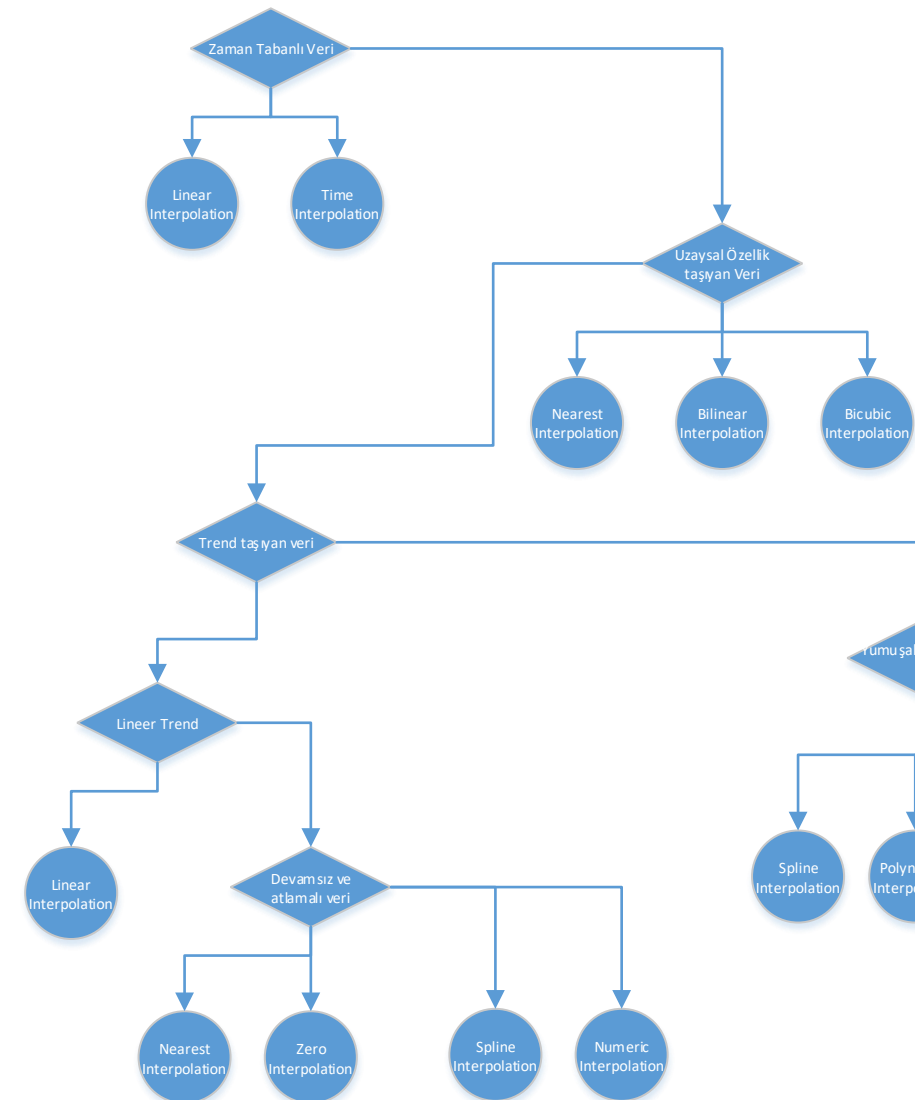 Zaman Tabanlı Veri
Linear
Interpolation
Time
Interpolation
Uzaysal Özellik
taşıyan Veri
Nearest
Interpolation
Bilinear
Interpolation
Bicubic
Interpolation
Trend taşıyan veri
Lineer Trend
Linear
Interpolation
Devamsız ve
atlamalı veri
Spline
Interpolation
Nearest
Interpolation
Zero
Interpolation
Spline
Interpolation
Numeric
Interpolation